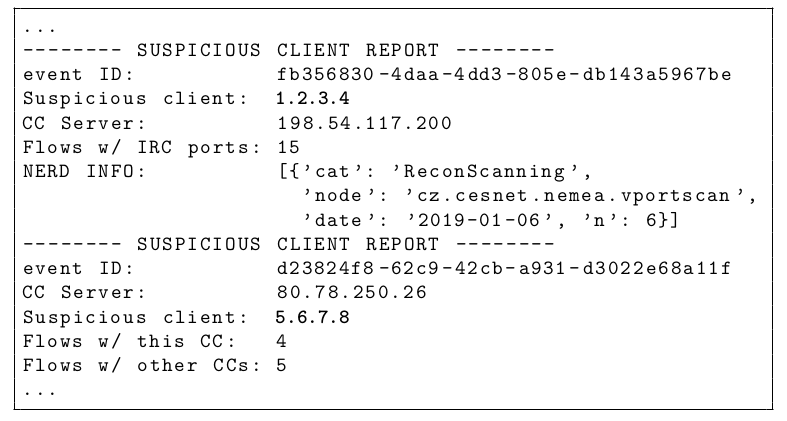 ...
-------- SUSPICIOUS CLIENT REPORT --------
event ID: fb356830-4daa-4dd3-805e-db143a5967be
Suspicious client: 1.2.3.4
CC Server: 198.54.117.200
Flows w/ IRC ports: 15
NERD INFO: [{'cat': 'ReconScanning',
'node': 'cz.cesnet.nemea.vportscan',
'date': '2019-01-06', 'n': 6}]
-------- SUSPICIOUS CLIENT REPORT --------
event ID: d23824f8-62c9-42cb-a931-d3022e68a11f
CC Server: 80.78.250.26
Suspicious client: 5.6.7.8
Flows w/ this CC: 4
Flows w/ other CCs: 5
...